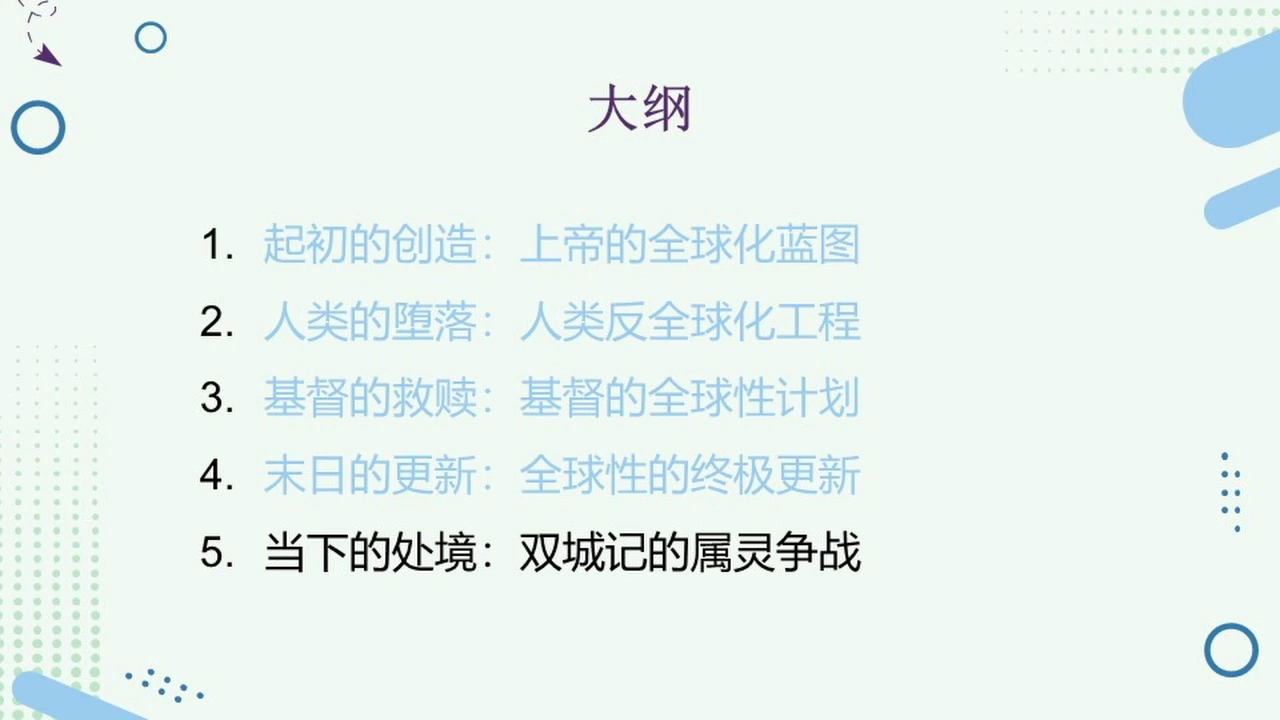 大纲
1. 起初的创造：上帝的全球化蓝图
2. 人类的堕落：人类反全球化工程
3. 基督的救赎：基督的全球性计划
4. 末日的更新：全球性的终极更新
5. 当下的处境：双城记的属灵争战